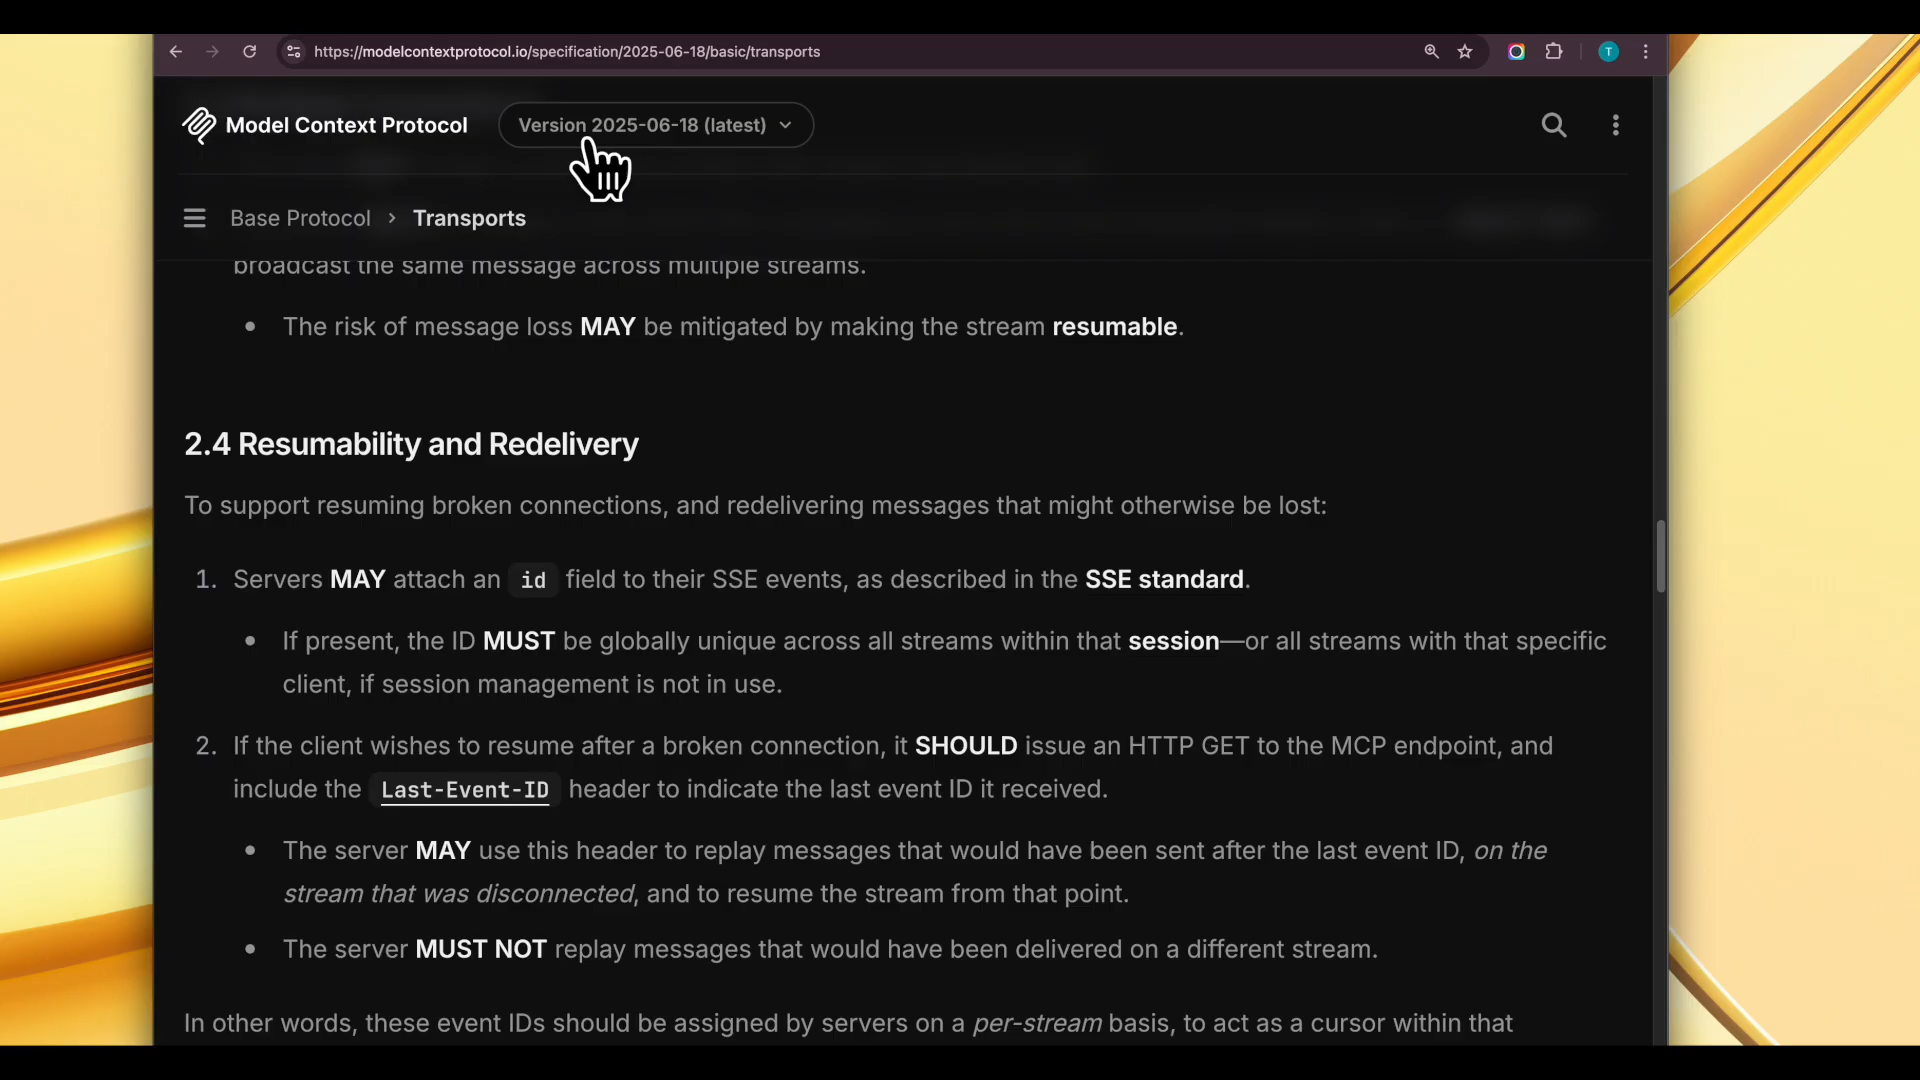 https://modelcontextprotocol.io/specification/2025-06-18/basic/transports
T
Model Context Protocol
Version 2025-06-18 (latest)
Base Protocol > Transports
broadcast the same message across multiple streams.
• The risk of message loss MAY be mitigated by making the stream resumable.
2.4 Resumability and Redelivery
To support resuming broken connections, and redelivering messages that might otherwise be lost:
1. Servers MAY attach an id field to their SSE events, as described in the SSE standard.
• If present, the ID MUST be globally unique across all streams within that session—or all streams with that specific
client, if session management is not in use.
2. If the client wishes to resume after a broken connection, it SHOULD issue an HTTP GET to the MCP endpoint, and
include the Last-Event-ID header to indicate the last event ID it received.
• The server MAY use this header to replay messages that would have been sent after the last event ID, on the
stream that was disconnected, and to resume the stream from that point.
• The server MUST NOT replay messages that would have been delivered on a different stream.
In other words, these event IDs should be assigned by servers on a per-stream basis, to act as a cursor within that